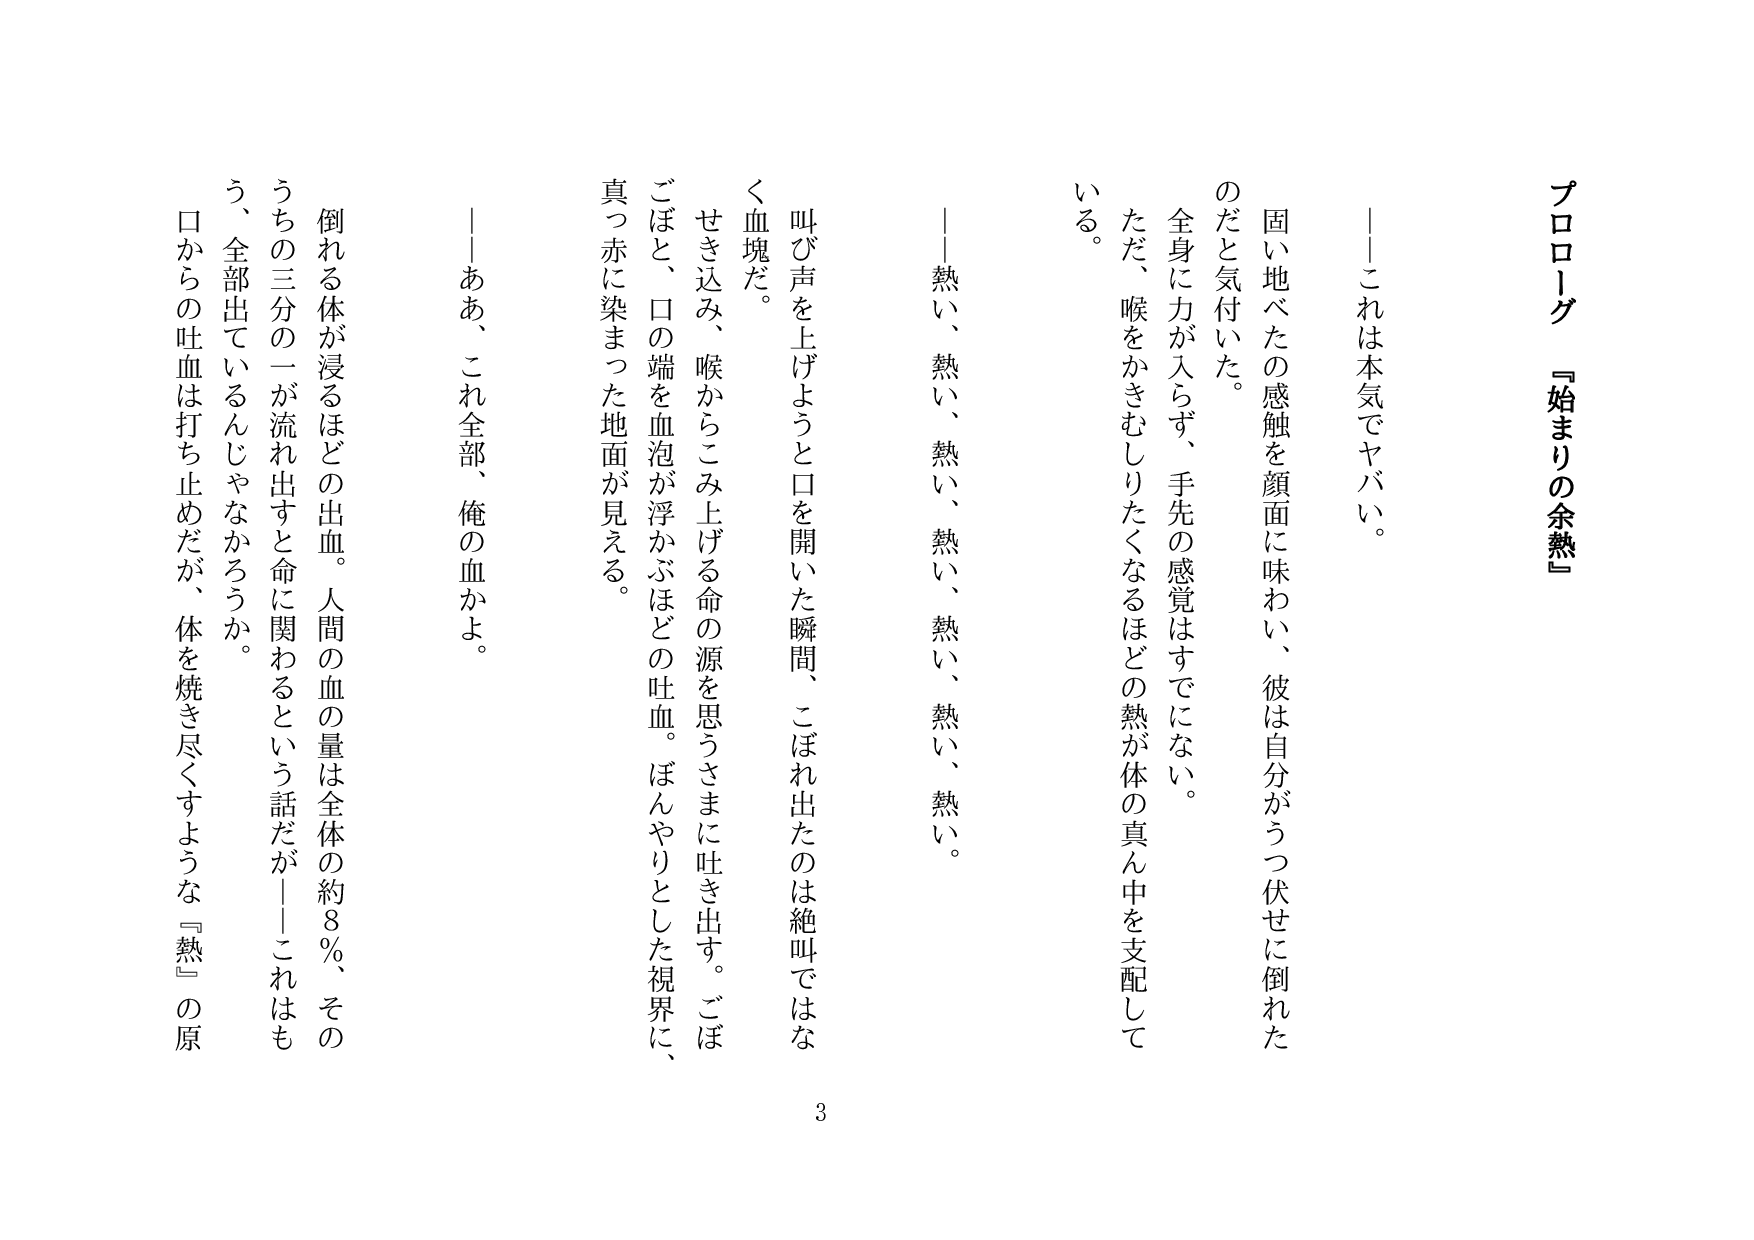 プロローグ　『始まりの余熱』
――これは本気でヤバい。
固い地べたの感触を顔面に味わい、彼は自分がうつ伏せに倒れた
のだと気付いた。
全身に力が入らず、手先の感覚はすでにない。
ただ、喉をかきむしりたくなるほどの熱が体の真ん中を支配して
いる。
――熱い、熱い、熱い、熱い、熱い、熱い、熱い。
叫び声を上げようと口を開いた瞬間、こぼれ出たのは絶叫ではな
く血塊だ。
せき込み、喉からこみ上げる命の源を思うさまに吐き出す。ごぼ
ごぼと、口の端を血泡が浮かぶほどの吐血。ぼんやりとした視界に、
真っ赤に染まった地面が見える。
――ああ、これ全部、俺の血かよ。
倒れる体が浸るほどの出血。人間の血の量は全体の約８％、その
うちの三分の一が流れ出すと命に関わるという話だが――これはも
う、全部出ているんじゃなかろうか。
口からの吐血は打ち止めだが、体を焼き尽くすような『熱』の原
3